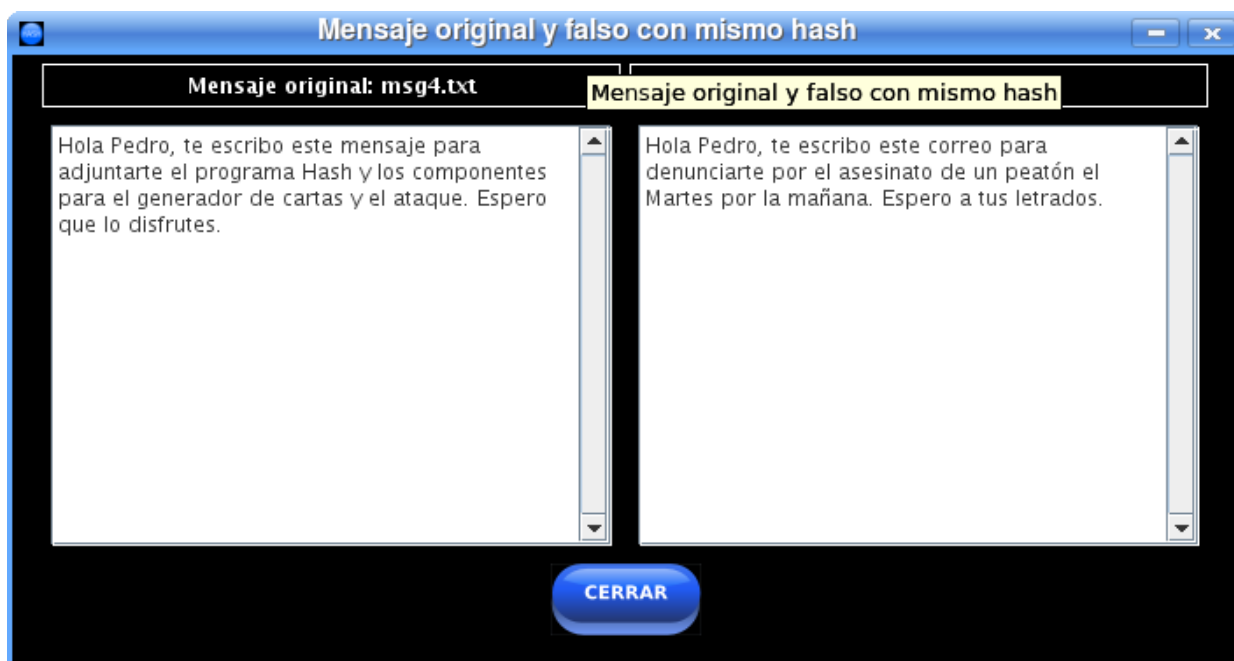 Mensaje original y falso con mismo hash
Mensaje original: msg4.txt
Mensaje original y falso con mismo hash
Hola Pedro, te escribo este mensaje para
adjuntarte el programa Hash y los componentes
para el generador de cartas y el ataque. Espero
que lo disfrutes.
Hola Pedro, te escribo este correo para
denunciarte por el asesinato de un peatón el
Martes por la mañana. Espero a tus letrados.
CERRAR